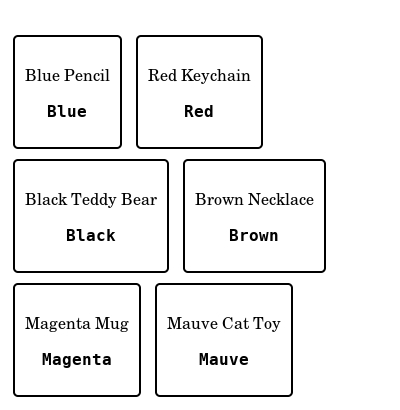 Blue Pencil
Blue
Red Keychain
Red
Black Teddy Bear
Black
Brown Necklace
Brown
Magenta Mug
Magenta
Mauve Cat Toy
Mauve